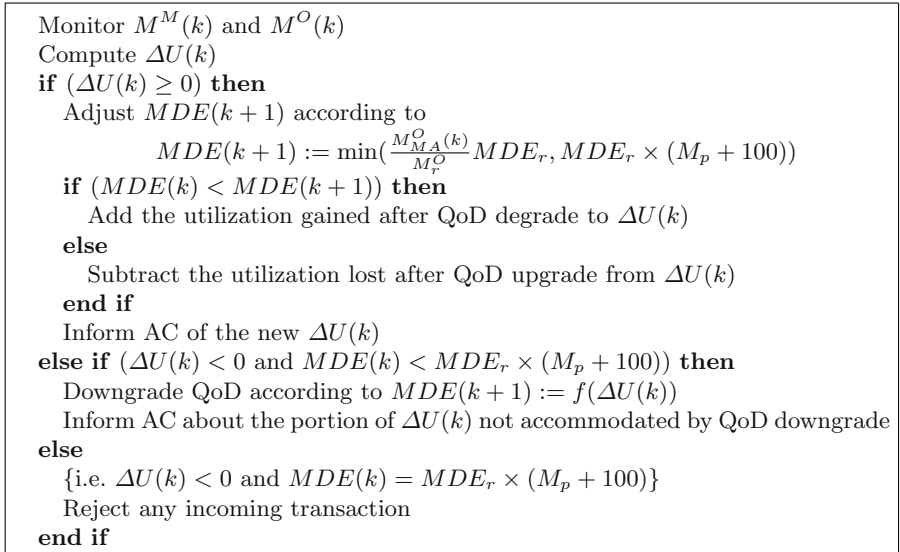 Monitor M^M(k) and M^O(k)
Compute ΔU(k)
if (ΔU(k) ≥ 0) then
Adjust MDE(k + 1) according to
MDE(k + 1) := min(\frac{M^O_{MA}(k)}{M^O_r} MDE_r, MDE_r × (M_p + 100))
if (MDE(k) < MDE(k + 1)) then
Add the utilization gained after QoD degrade to ΔU(k)
else
Subtract the utilization lost after QoD upgrade from ΔU(k)
end if
Inform AC of the new ΔU(k)
else if (ΔU(k) < 0 and MDE(k) < MDE_r × (M_p + 100)) then
Downgrade QoD according to MDE(k + 1) := f(ΔU(k))
Inform AC about the portion of ΔU(k) not accommodated by QoD downgrade
else
{i.e. ΔU(k) < 0 and MDE(k) = MDE_r × (M_p + 100)}
Reject any incoming transaction
end if